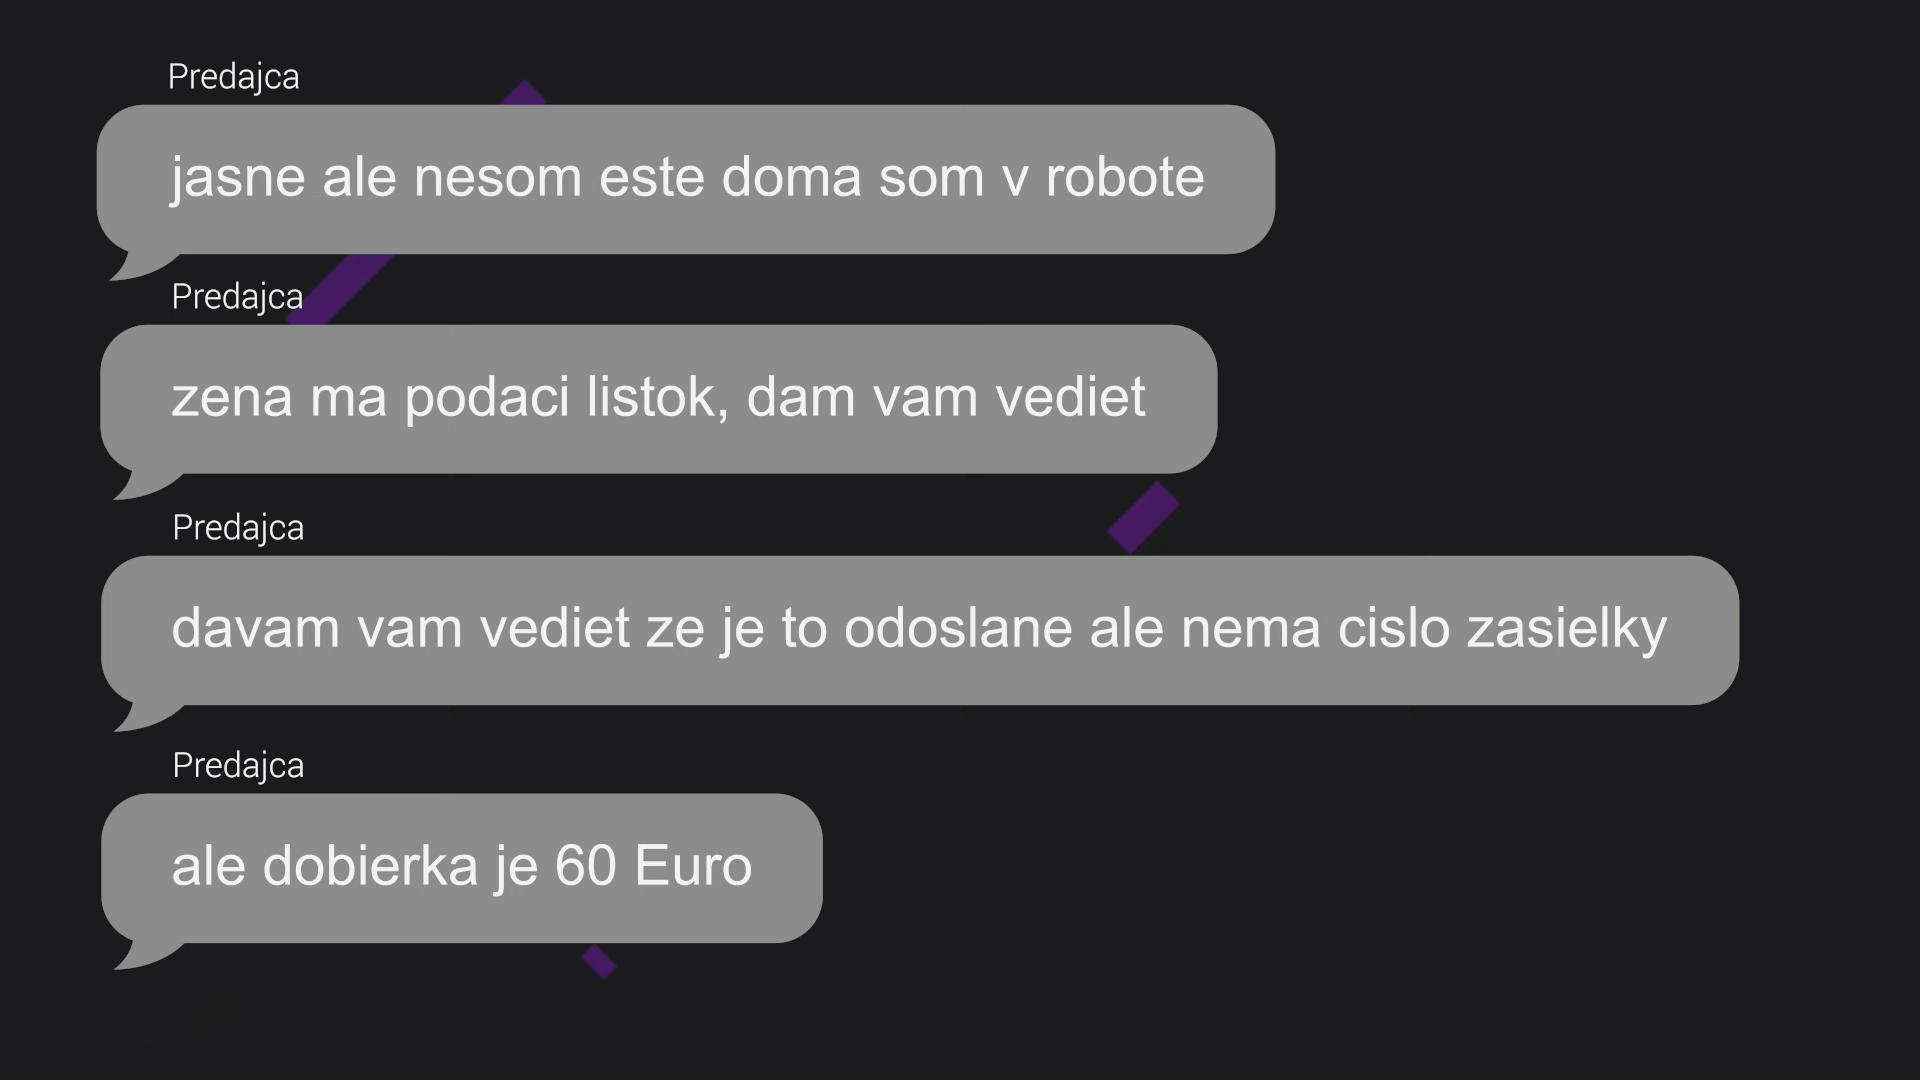 Predajca
jasne ale nesom este doma som v robote
Predajca
zena ma podaci listok, dam vam vediet
Predajca
davam vam vediet ze je to odoslane ale nema cislo zasielky
Predajca
ale dobierka je 60 Euro